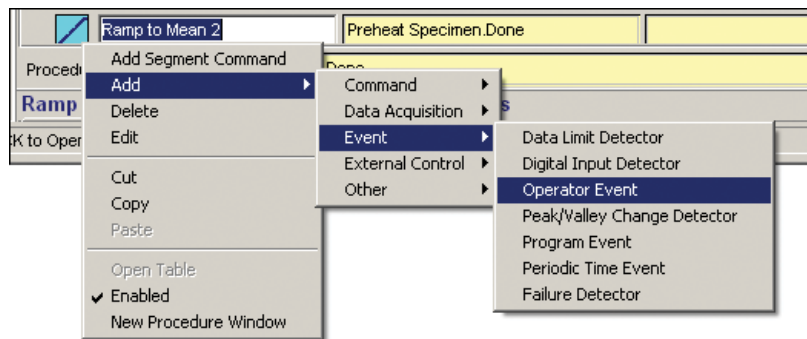 Ramp to Mean 2
Preheat Specimen.Done
Add Segment Command
Add
Delete
Edit
Cut
Copy
Paste
Open Table
Enabled
New Procedure Window
Command
Data Acquisition
Event
External Control
Other
Data Limit Detector
Digital Input Detector
Operator Event
Peak/Valley Change Detector
Program Event
Periodic Time Event
Failure Detector
Procedu
Done
Ramp
s
K to Oper